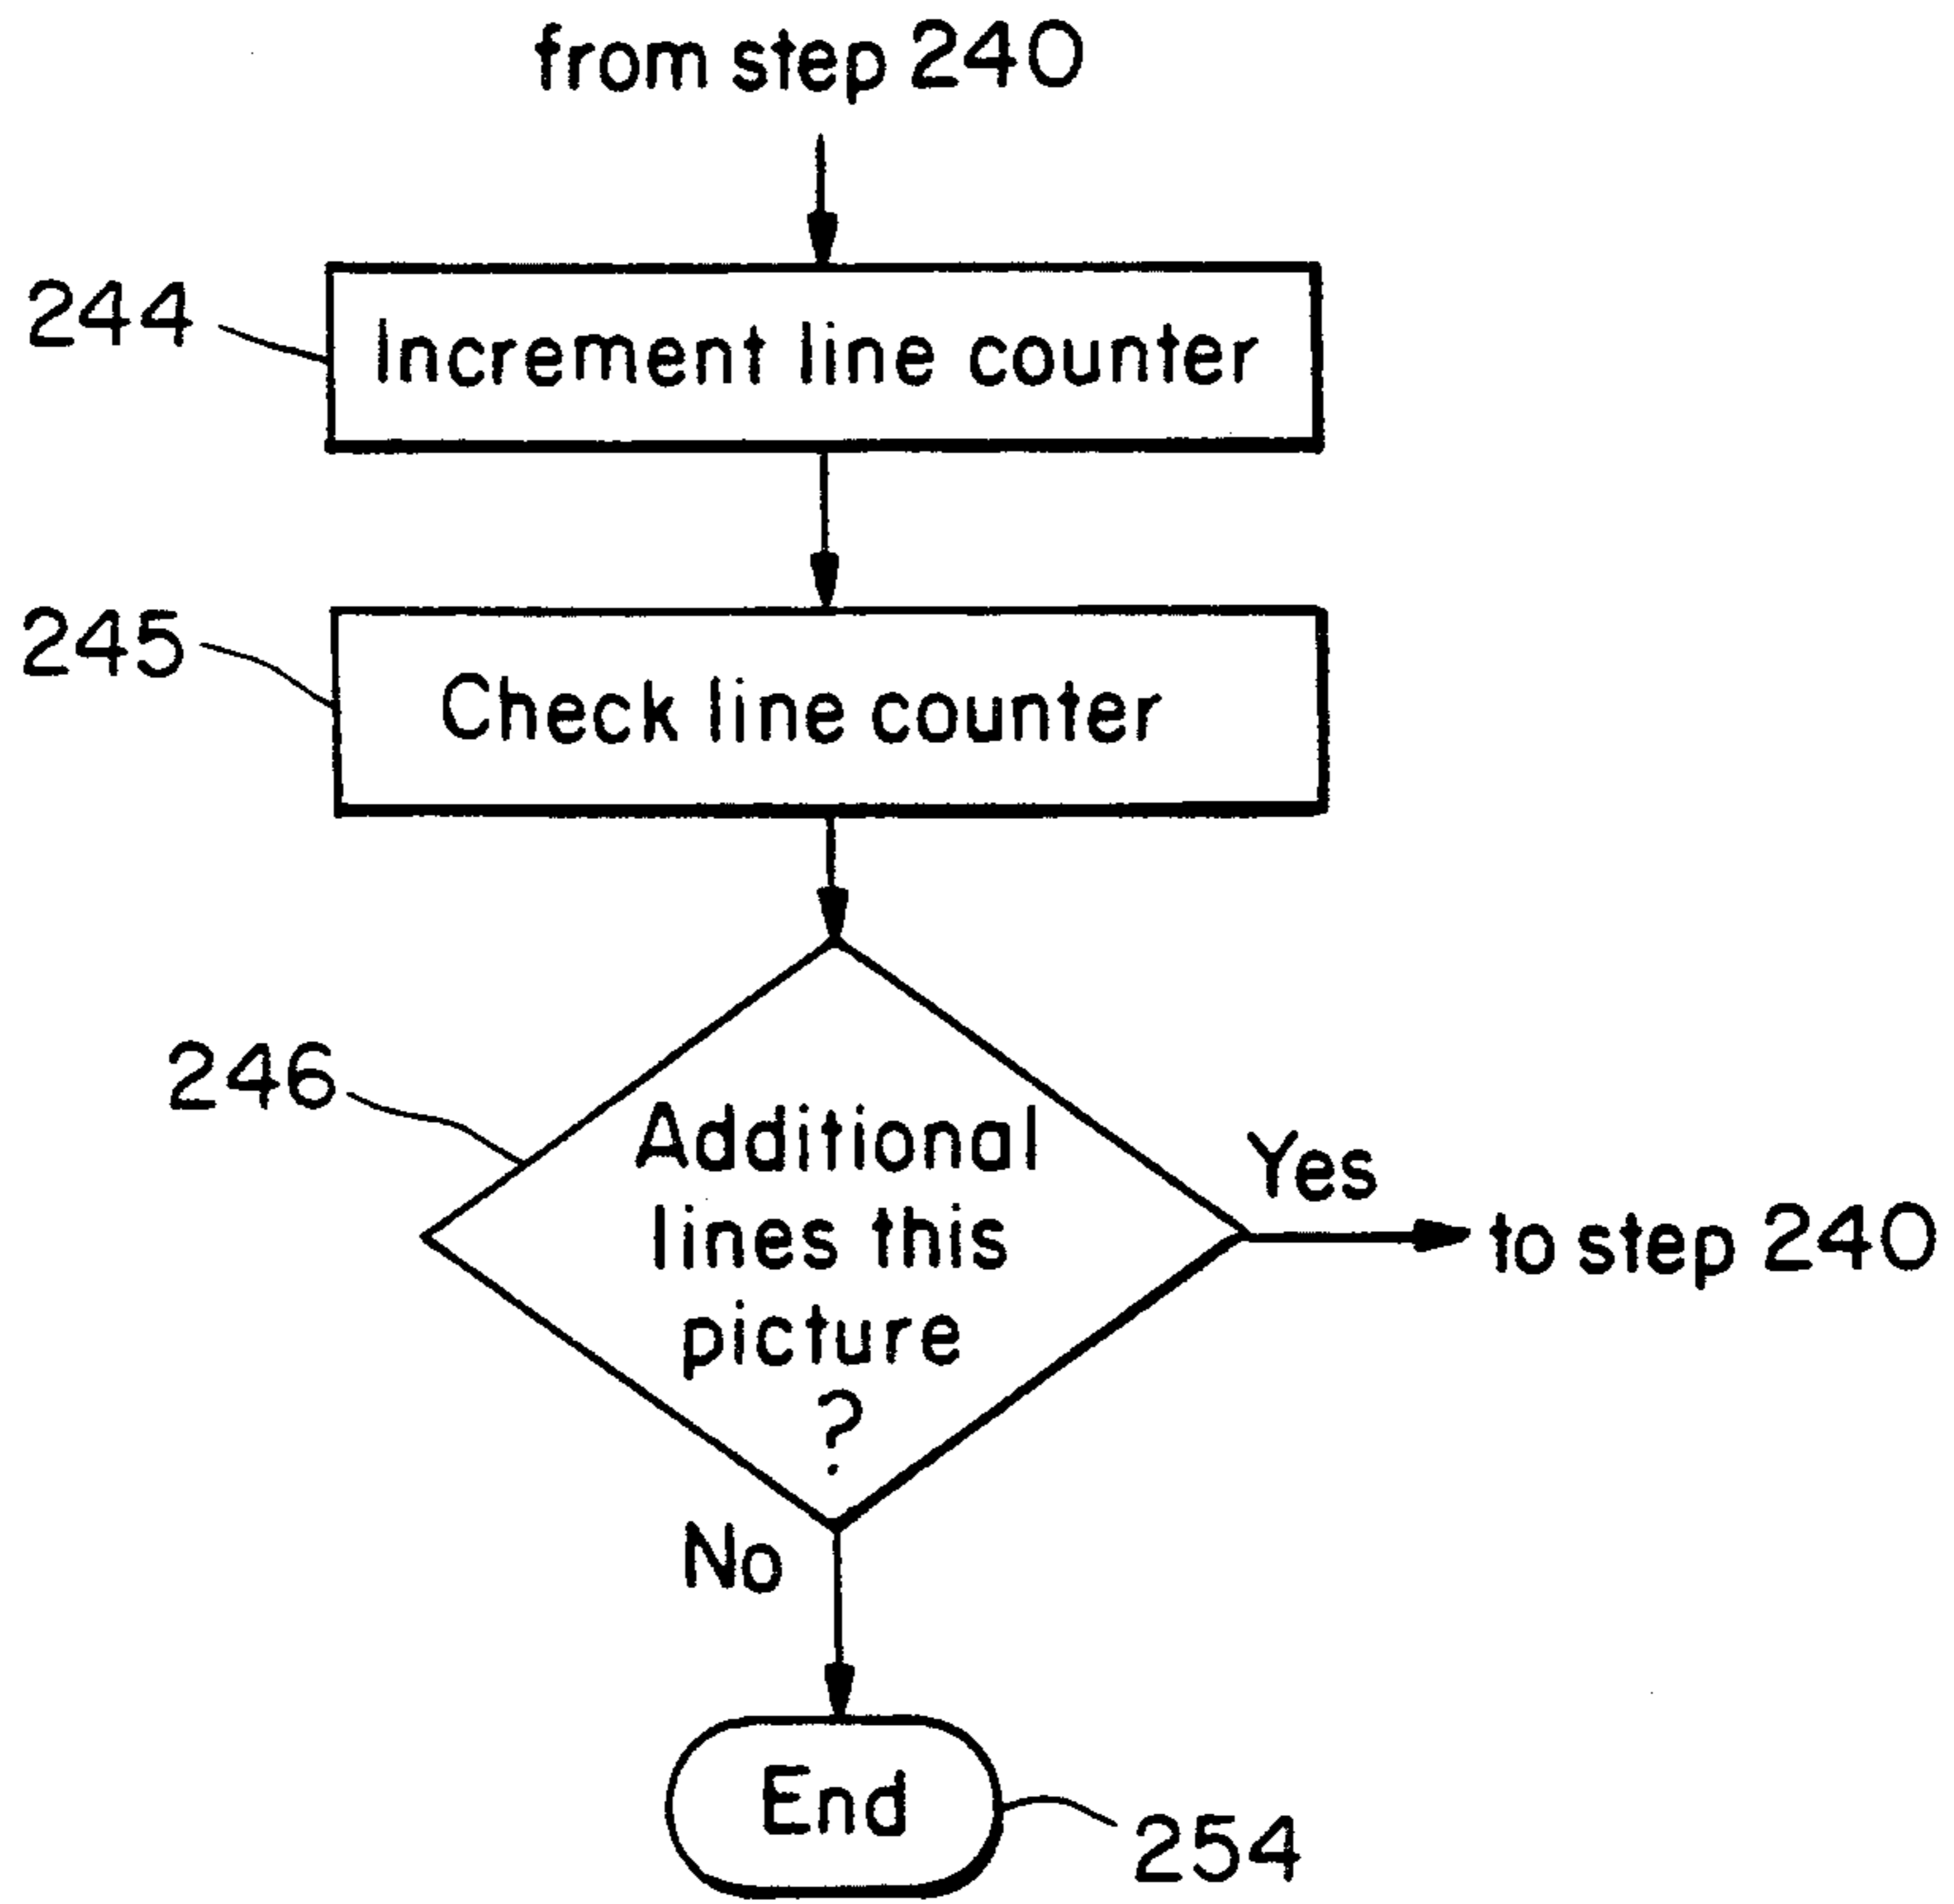 from step 240
244
Increment line counter
245
Check line counter
246
Additional
lines this
picture
?
Yes
to step 240
No
End
254